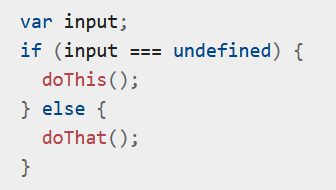 var input;
if (input === undefined) {
  doThis();
} else {
  doThat();
}